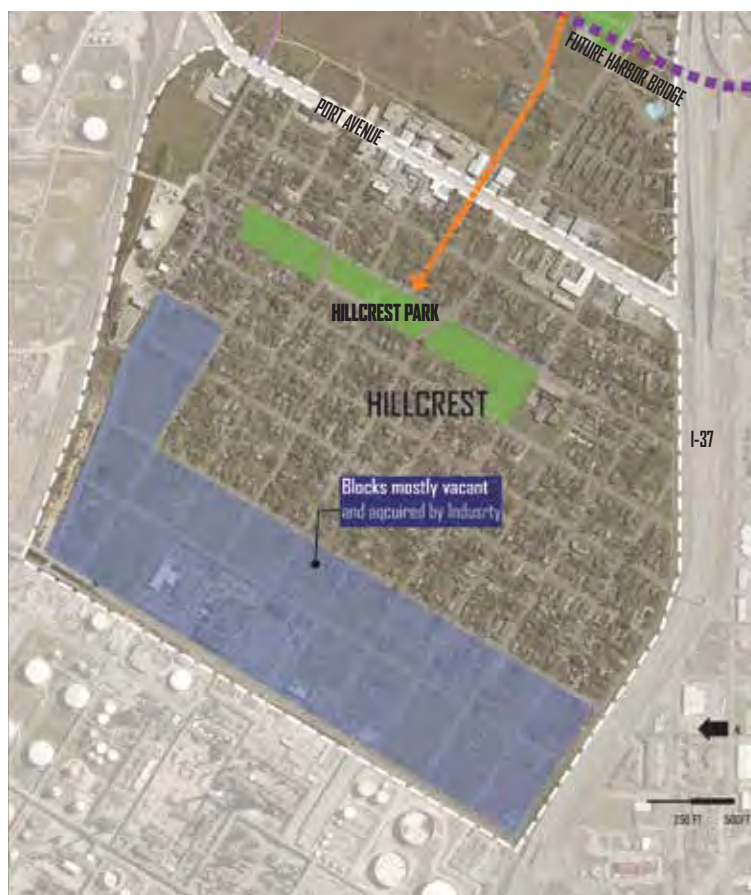 FUTURE HARBOR BRIDGE
PORT AVENUE
HILLCREST PARK
HILLCREST
I-37
Blocks mostly vacant
and aqcuired by Indusrty
N
250 FT 500FT